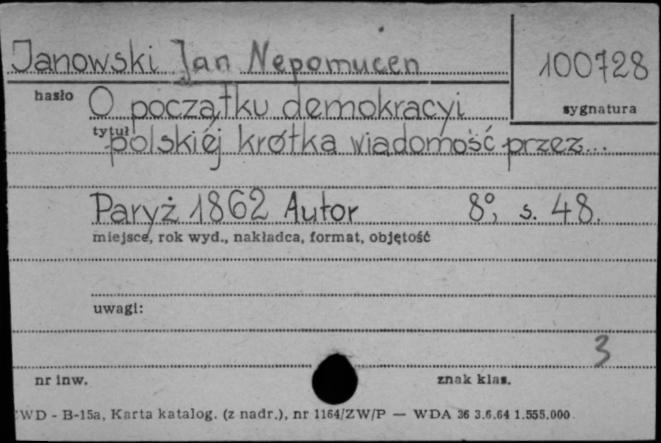 Janowski Jan Nepomucen
100728
hasło
sygnatura
O początku demokracyi
tytuł
polskiéj krótka wiadomość przez...
Paryż 1862 Autor 8°, s. 48.
miejsce, rok wyd., nakładca, format, objętość
uwagi:
3
nr inw.
znak klas.
WD - B-15a, Karta katalog. (z nadr.), nr 1164/ZW/P — WDA 36 3.6.64 1.555.000